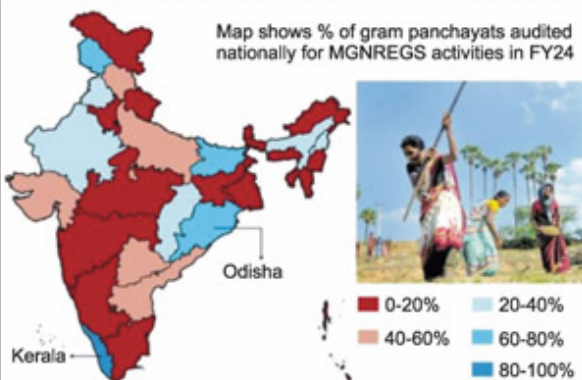 Map shows % of gram panchayats audited
nationally for MGNREGS activities in FY24
Odisha
Kerala
0-20%
20-40%
40-60%
60-80%
80-100%